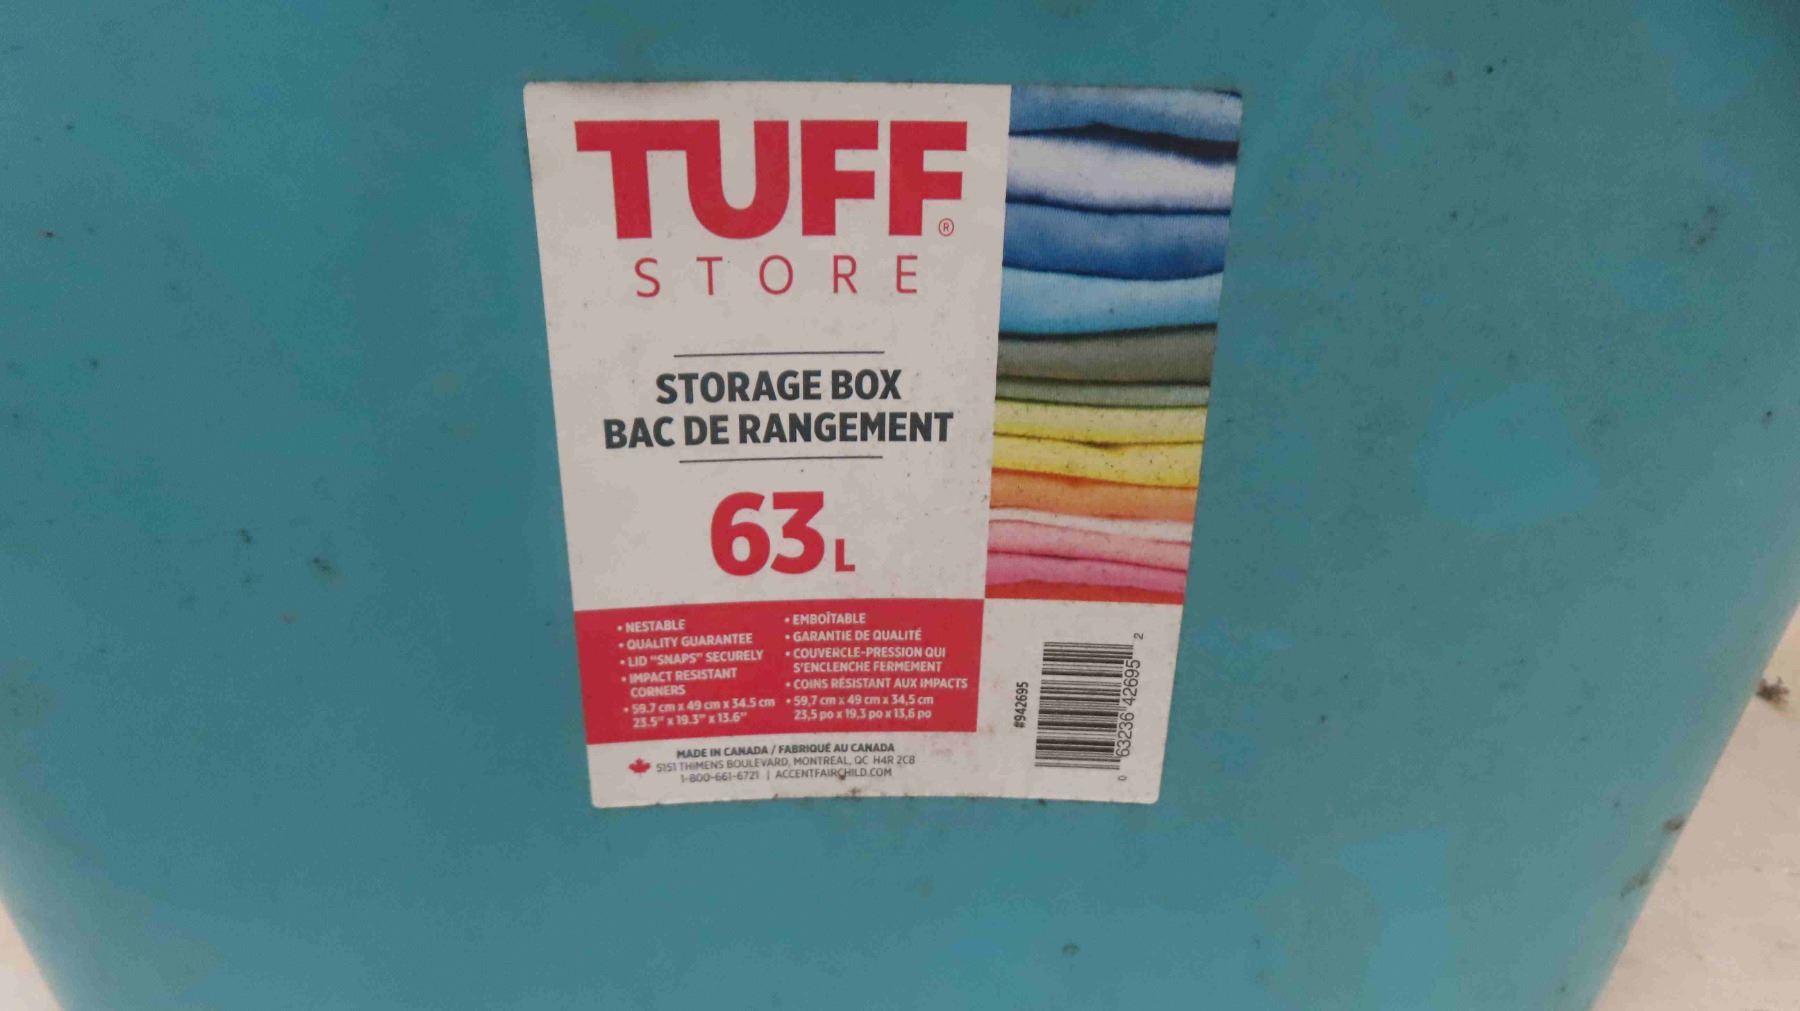 TUFF®
STORE
STORAGE BOX
BAC DE RANGEMENT
63 L
• NESTABLE
• QUALITY GUARANTEE
• LID "SNAPS" SECURELY
• IMPACT RESISTANT
CORNERS
• 59.7 cm x 49 cm x 34.5 cm
23.5" x 19.3" x 13.6"
• EMBOÎTABLE
• GARANTIE DE QUALITÉ
• COUVERCLE-PRESSION QUI
S'ENCLENCHE FERMEMENT
• COINS RÉSISTANT AUX IMPACTS
• 59,7 cm x 49 cm x 34,5 cm
23,5 po x 19,3 po x 13,6 po
MADE IN CANADA / FABRIQUÉ AU CANADA
5151 THIMENS BOULEVARD, MONTREAL, QC H4R 2C8
1-800-661-6721 | ACCENTFAIRCHILD.COM
#942695
0 63236 42695 2